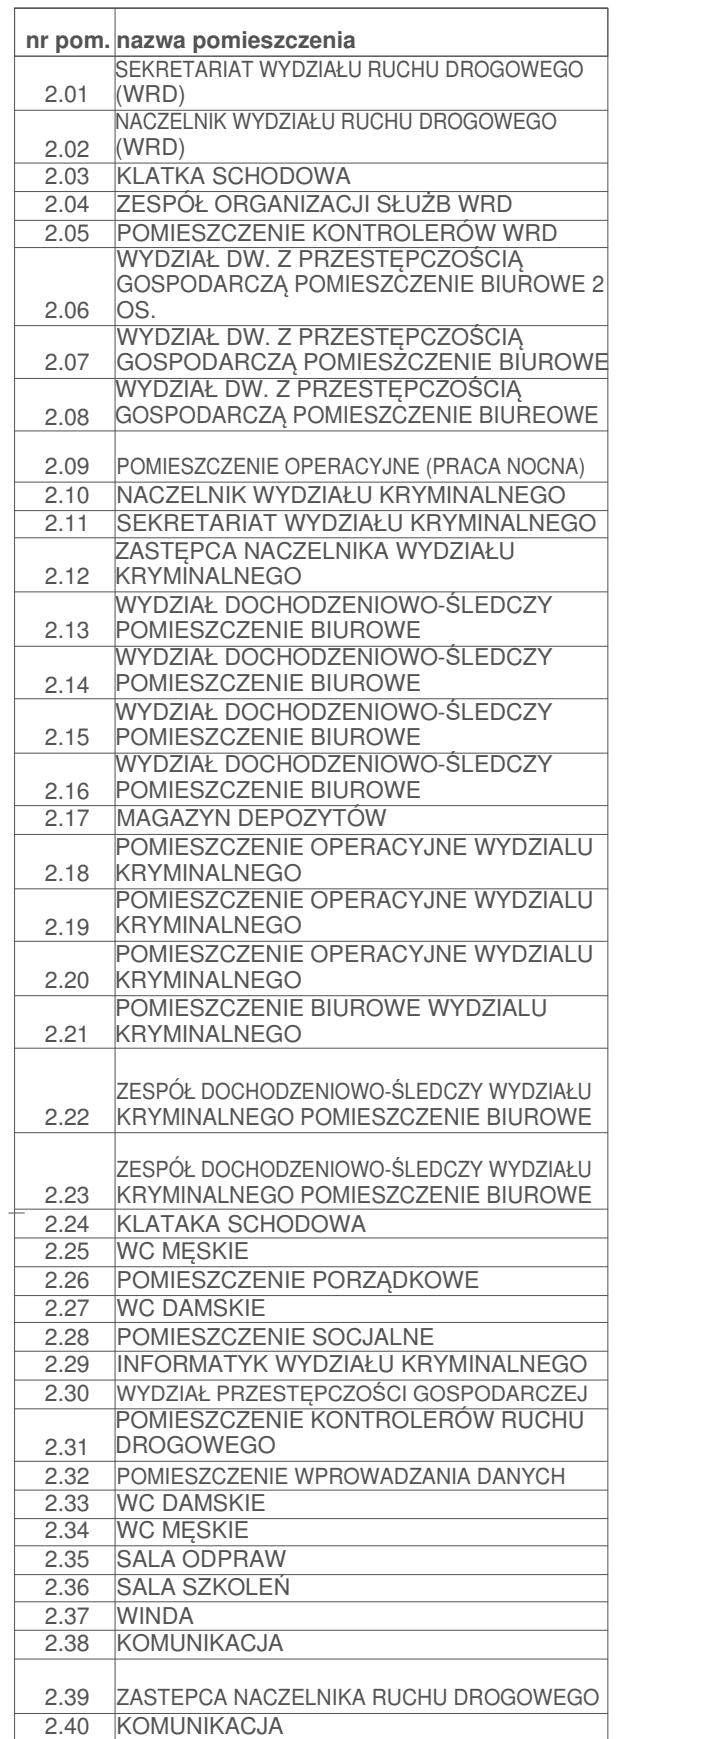 nr pom. nazwa pomieszczenia
SEKRETARIAT WYDZIAŁU RUCHU DROGOWEGO
2.01 (WRD)
NACZELNIK WYDZIAŁU RUCHU DROGOWEGO
2.02 (WRD)
2.03 KLATKA SCHODOWA
2.04 ZESPÓŁ ORGANIZACJI SŁUŻB WRD
2.05 POMIESZCZENIE KONTROLERÓW WRD
WYDZIAŁ DW. Z PRZESTĘPCZOŚCIĄ
GOSPODARCZĄ POMIESZCZENIE BIUROWE 2
2.06 OS.
WYDZIAŁ DW. Z PRZESTĘPCZOŚCIĄ
2.07 GOSPODARCZĄ POMIESZCZENIE BIUROWE
WYDZIAŁ DW. Z PRZESTĘPCZOŚCIĄ
2.08 GOSPODARCZĄ POMIESZCZENIE BIUREOWE
2.09 POMIESZCZENIE OPERACYJNE (PRACA NOCNA)
2.10 NACZELNIK WYDZIAŁU KRYMINALNEGO
2.11 SEKRETARIAT WYDZIAŁU KRYMINALNEGO
ZASTĘPCA NACZELNIKA WYDZIAŁU
2.12 KRYMINALNEGO
WYDZIAŁ DOCHODZENIOWO-ŚLEDCZY
2.13 POMIESZCZENIE BIUROWE
WYDZIAŁ DOCHODZENIOWO-ŚLEDCZY
2.14 POMIESZCZENIE BIUROWE
WYDZIAŁ DOCHODZENIOWO-ŚLEDCZY
2.15 POMIESZCZENIE BIUROWE
WYDZIAŁ DOCHODZENIOWO-ŚLEDCZY
2.16 POMIESZCZENIE BIUROWE
2.17 MAGAZYN DEPOZYTÓW
POMIESZCZENIE OPERACYJNE WYDZIALU
2.18 KRYMINALNEGO
POMIESZCZENIE OPERACYJNE WYDZIALU
2.19 KRYMINALNEGO
POMIESZCZENIE OPERACYJNE WYDZIALU
2.20 KRYMINALNEGO
POMIESZCZENIE BIUROWE WYDZIALU
2.21 KRYMINALNEGO
ZESPÓŁ DOCHODZENIOWO-ŚLEDCZY WYDZIAŁU
2.22 KRYMINALNEGO POMIESZCZENIE BIUROWE
ZESPÓŁ DOCHODZENIOWO-ŚLEDCZY WYDZIAŁU
2.23 KRYMINALNEGO POMIESZCZENIE BIUROWE
2.24 KLATAKA SCHODOWA
2.25 WC MĘSKIE
2.26 POMIESZCZENIE PORZĄDKOWE
2.27 WC DAMSKIE
2.28 POMIESZCZENIE SOCJALNE
2.29 INFORMATYK WYDZIAŁU KRYMINALNEGO
2.30 WYDZIAŁ PRZESTĘPCZOŚCI GOSPODARCZEJ
POMIESZCZENIE KONTROLERÓW RUCHU
2.31 DROGOWEGO
2.32 POMIESZCZENIE WPROWADZANIA DANYCH
2.33 WC DAMSKIE
2.34 WC MĘSKIE
2.35 SALA ODPRAW
2.36 SALA SZKOLEŃ
2.37 WINDA
2.38 KOMUNIKACJA
2.39 ZASTEPCA NACZELNIKA RUCHU DROGOWEGO
2.40 KOMUNIKACJA